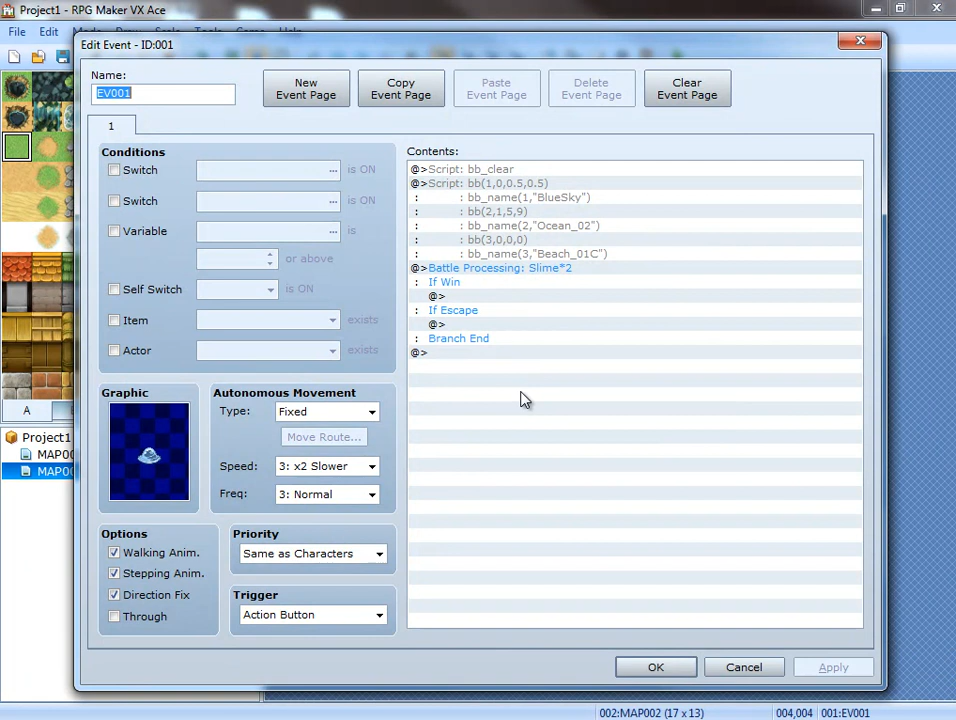 Project1 - RPG Maker VX Ace
File Edit
Edit Event - ID:001
Name:
EV001
New Event Page
Copy Event Page
Paste Event Page
Delete Event Page
Clear Event Page
1
Conditions
Switch ... is ON
Switch ... is ON
Variable ... is
or above
Self Switch is ON
Item exists
Actor exists
Graphic
Autonomous Movement
Type: Fixed
Move Route...
Speed: 3: x2 Slower
Freq: 3: Normal
Options
Walking Anim.
Stepping Anim.
Direction Fix
Through
Priority
Same as Characters
Trigger
Action Button
Contents:
@>Script: bb_clear
@>Script: bb(1,0,0.5,0.5)
: : bb_name(1,"BlueSky")
: : bb(2,1,5,9)
: : bb_name(2,"Ocean_02")
: : bb(3,0,0,0)
: : bb_name(3,"Beach_01C")
@>Battle Processing: Slime*2
: If Win
@>
: If Escape
@>
: Branch End
@>
OK Cancel Apply
A
Project1
MAP00
MAP00
002:MAP002 (17 x 13) 004,004 001:EV001